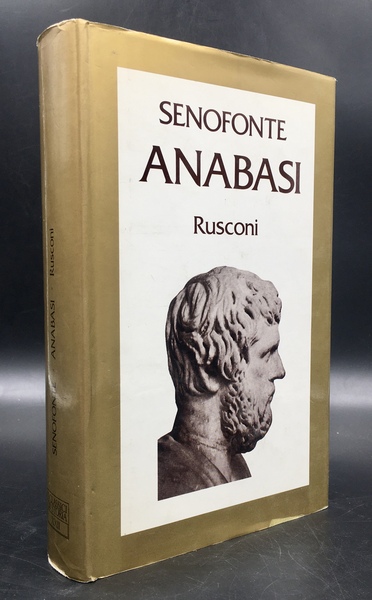 SENOFONTE
ANABASI
Rusconi
SENOFONTE ANABASI Rusconi